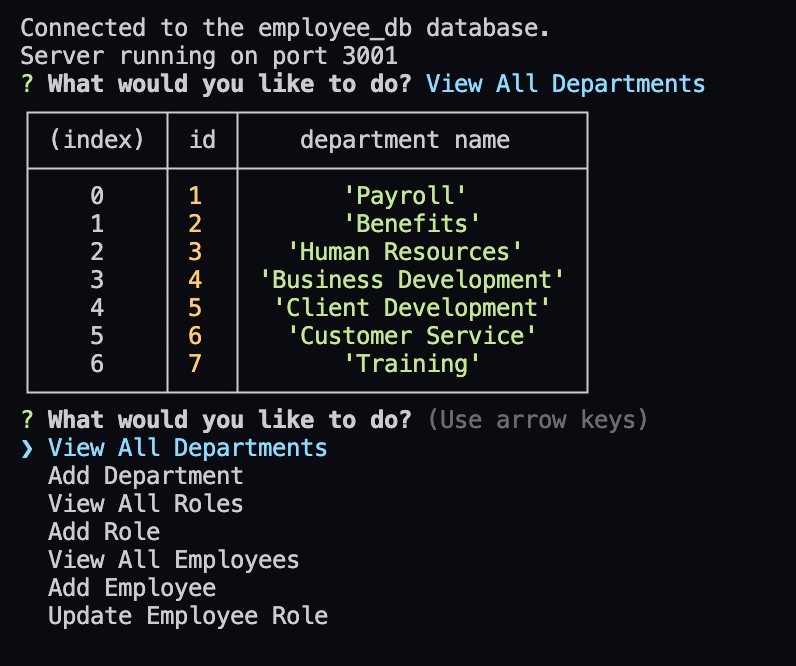 Connected to the employee_db database.
Server running on port 3001
? What would you like to do? View All Departments
(index) id department name
0 1 'Payroll'
1 2 'Benefits'
2 3 'Human Resources'
3 4 'Business Development'
4 5 'Client Development'
5 6 'Customer Service'
6 7 'Training'
? What would you like to do? (Use arrow keys)
❯ View All Departments
Add Department
View All Roles
Add Role
View All Employees
Add Employee
Update Employee Role